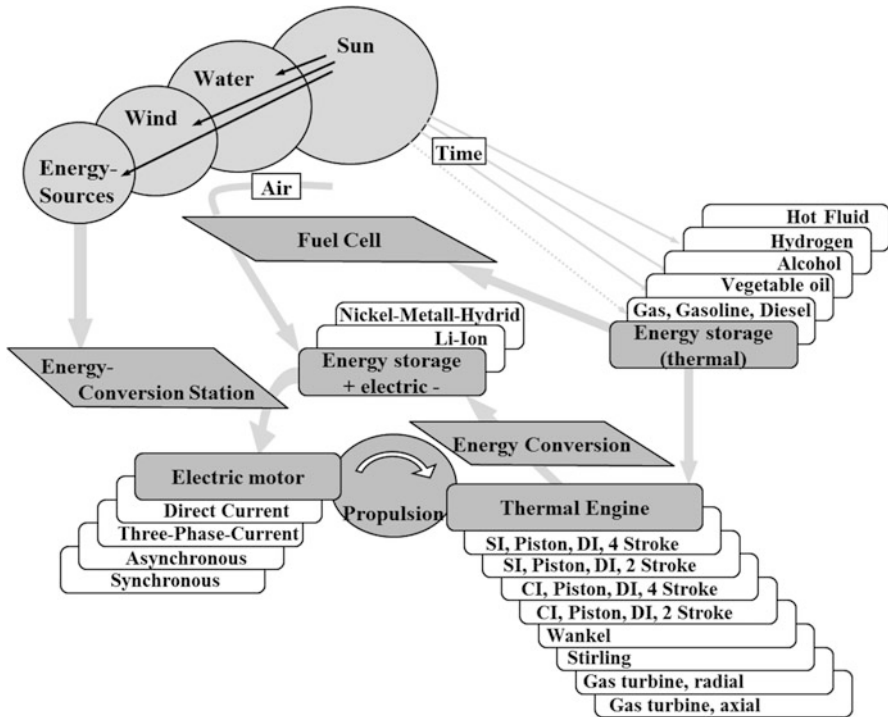 Sun
Water
Wind
Energy-
Sources
Time
Air
Fuel Cell
Hot Fluid
Hydrogen
Alcohol
Vegetable oil
Gas, Gasoline, Diesel
Energy storage
(thermal)
Nickel-Metall-Hydrid
Li-Ion
Energy storage
+ electric -
Energy-
Conversion Station
Energy Conversion
Electric motor
Direct Current
Three-Phase-Current
Asynchronous
Synchronous
Propulsion
Thermal Engine
SI, Piston, DI, 4 Stroke
SI, Piston, DI, 2 Stroke
CI, Piston, DI, 4 Stroke
CI, Piston, DI, 2 Stroke
Wankel
Stirling
Gas turbine, radial
Gas turbine, axial